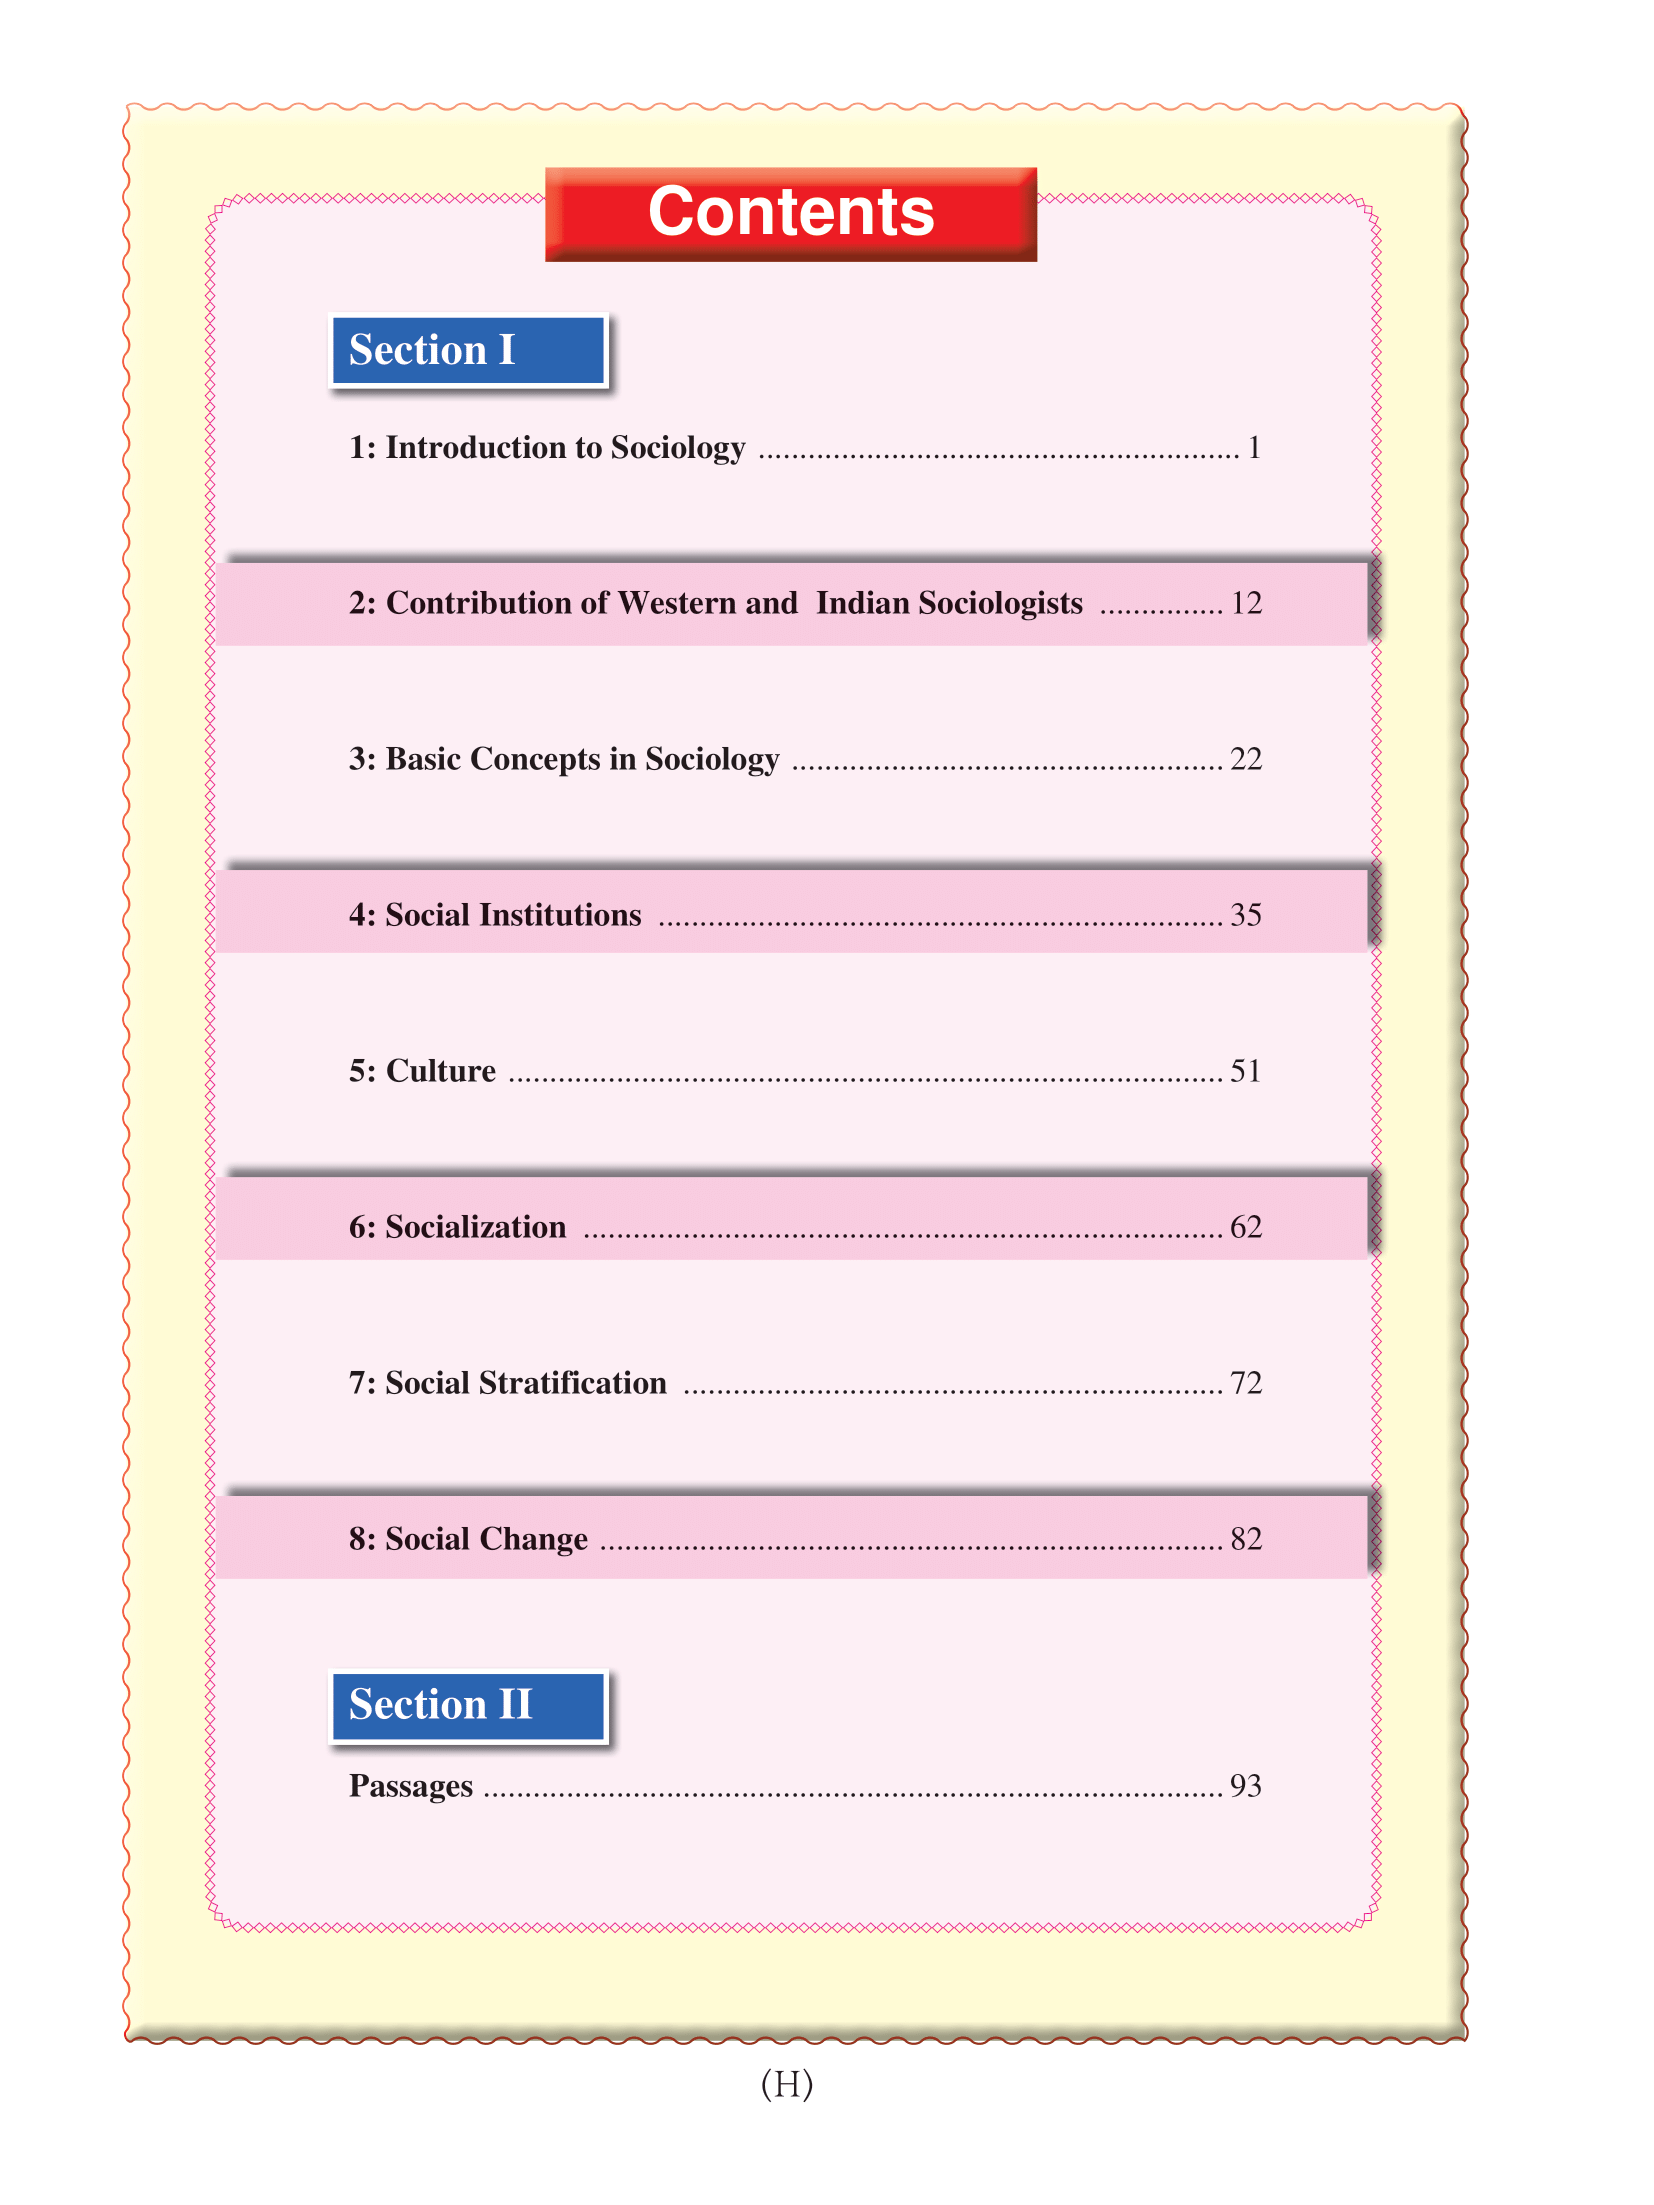 Contents
Section I
1: Introduction to Sociology .......................................................... 1
2: Contribution of Western and  Indian Sociologists ............... 12
3: Basic Concepts in Sociology .................................................... 22
4: Social Institutions .................................................................... 35
5: Culture ...................................................................................... 51
6: Socialization ............................................................................. 62
7: Social Stratification ................................................................. 72
8: Social Change ........................................................................... 82
Section II
Passages ......................................................................................... 93
(H)